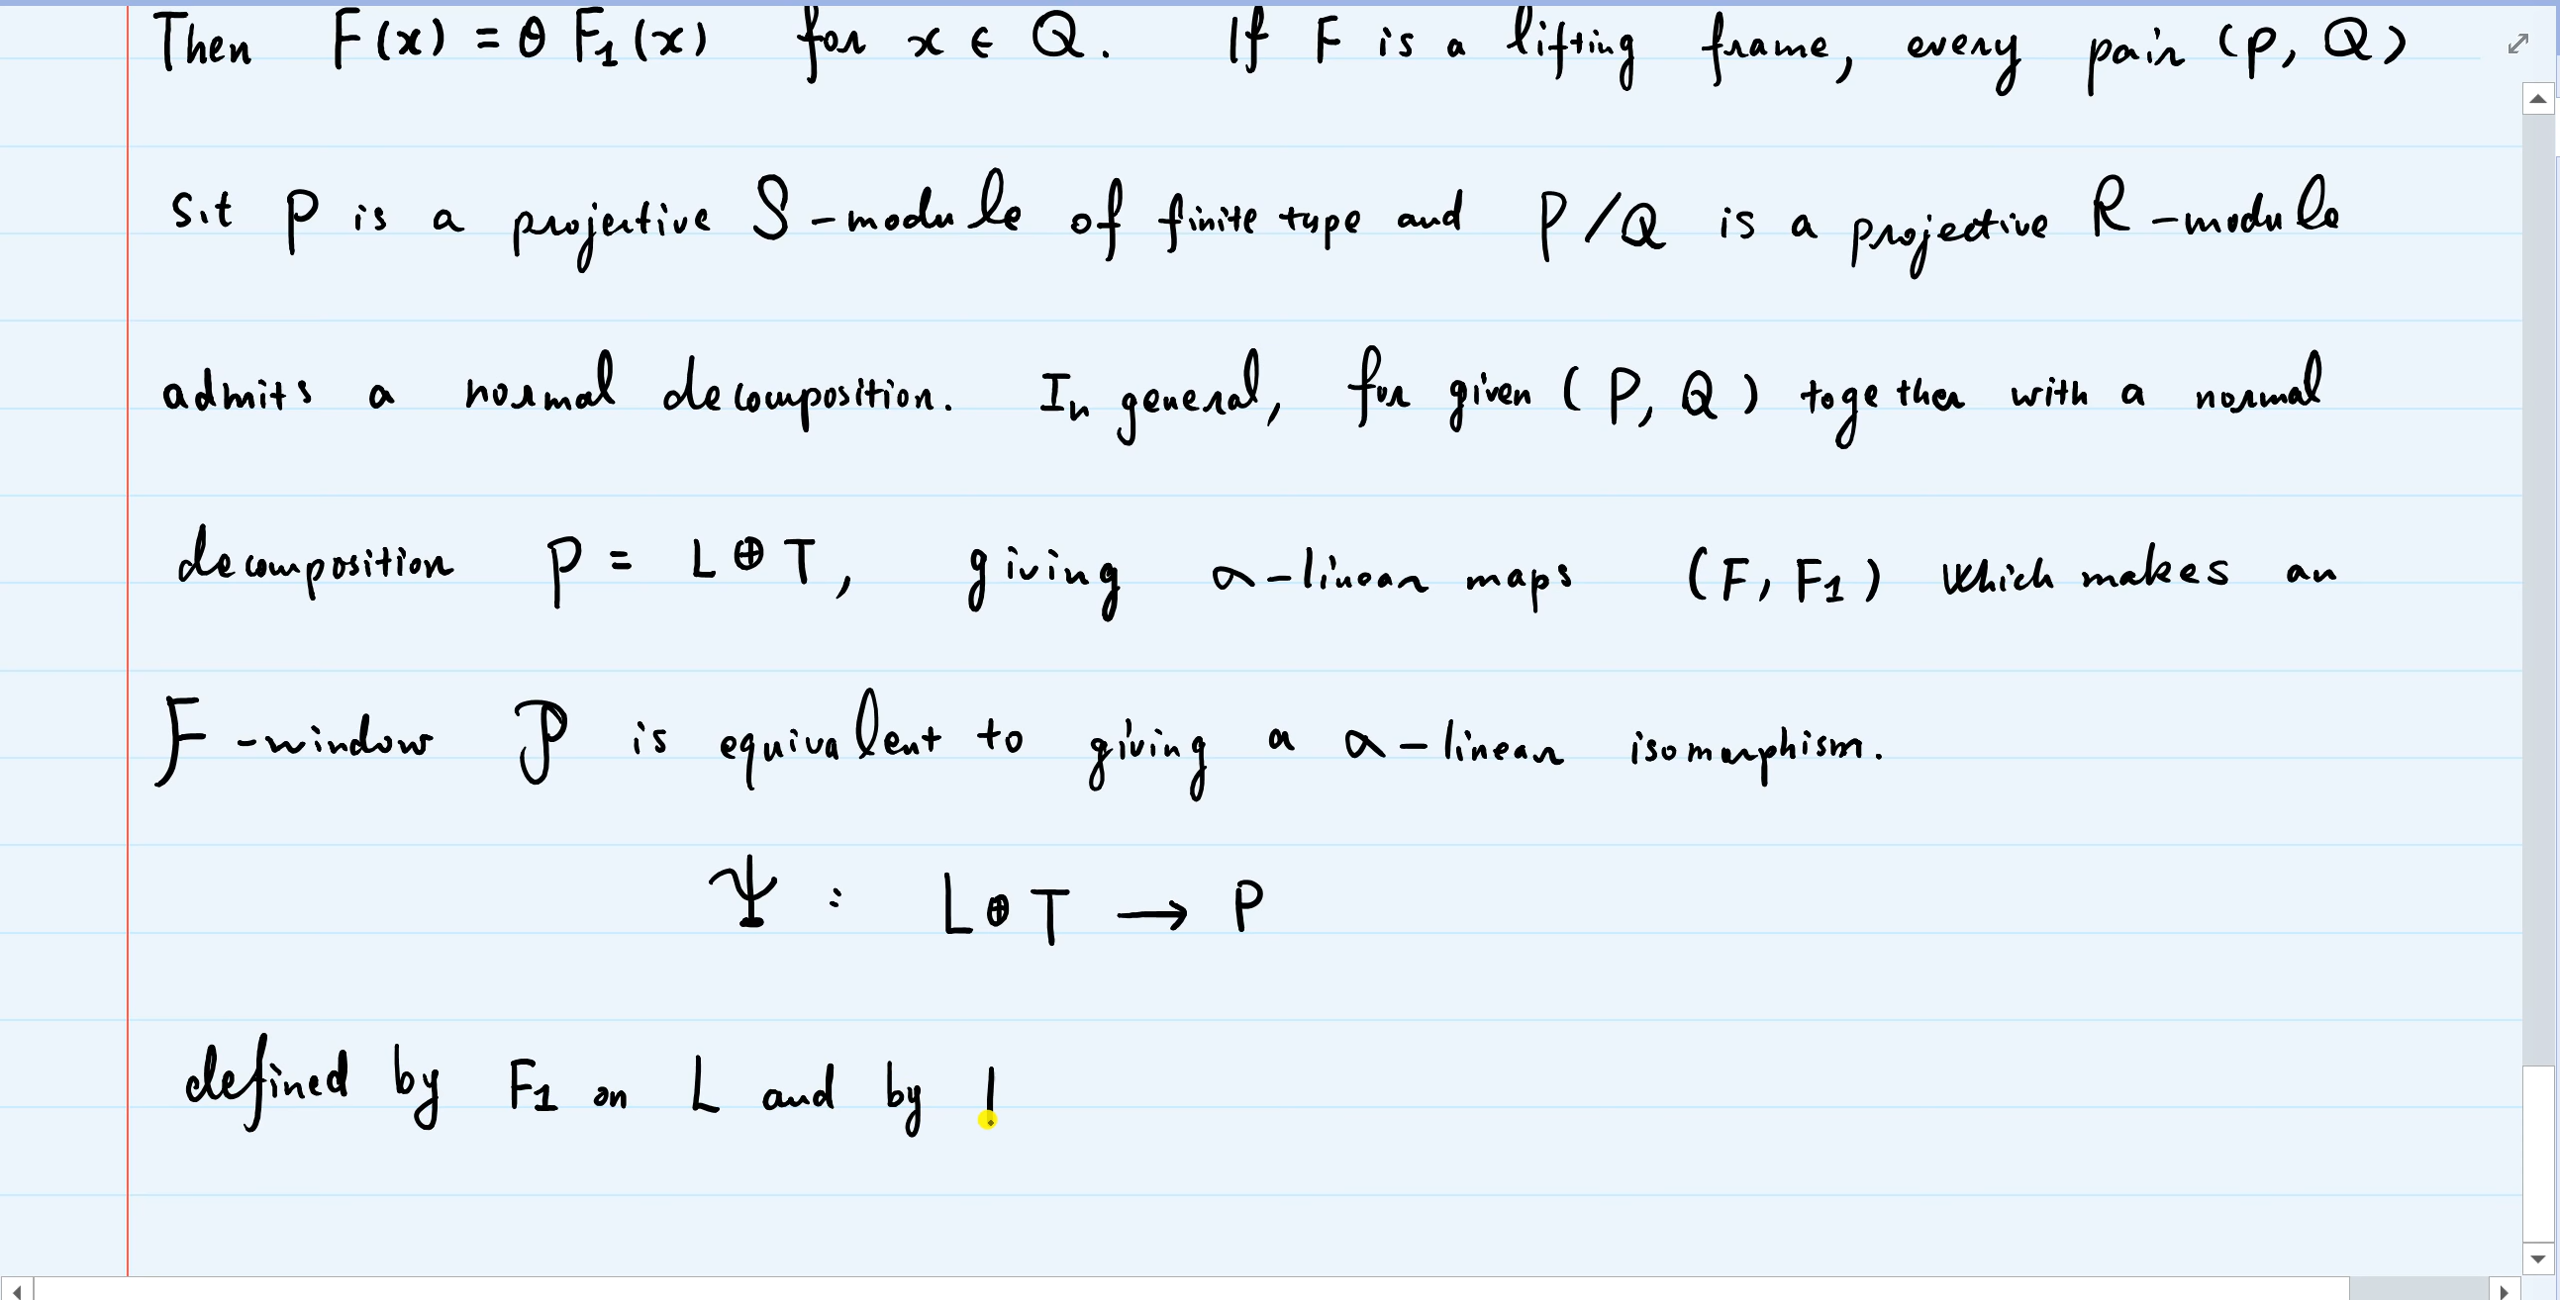 Then F(x) = θ F₁(x) for x ∈ Q. If F is a lifting frame, every pair (P, Q)
s.t P is a projective S-module of finite type and P/Q is a projective R-module
admits a normal decomposition. In general, for given (P, Q) together with a normal
decomposition P = L ⊕ T, giving α-linear maps (F, F₁) which makes an
F-window 𝒫 is equivalent to giving a α-linear isomorphism.
Ψ : L ⊕ T → P
defined by F₁ on L and by